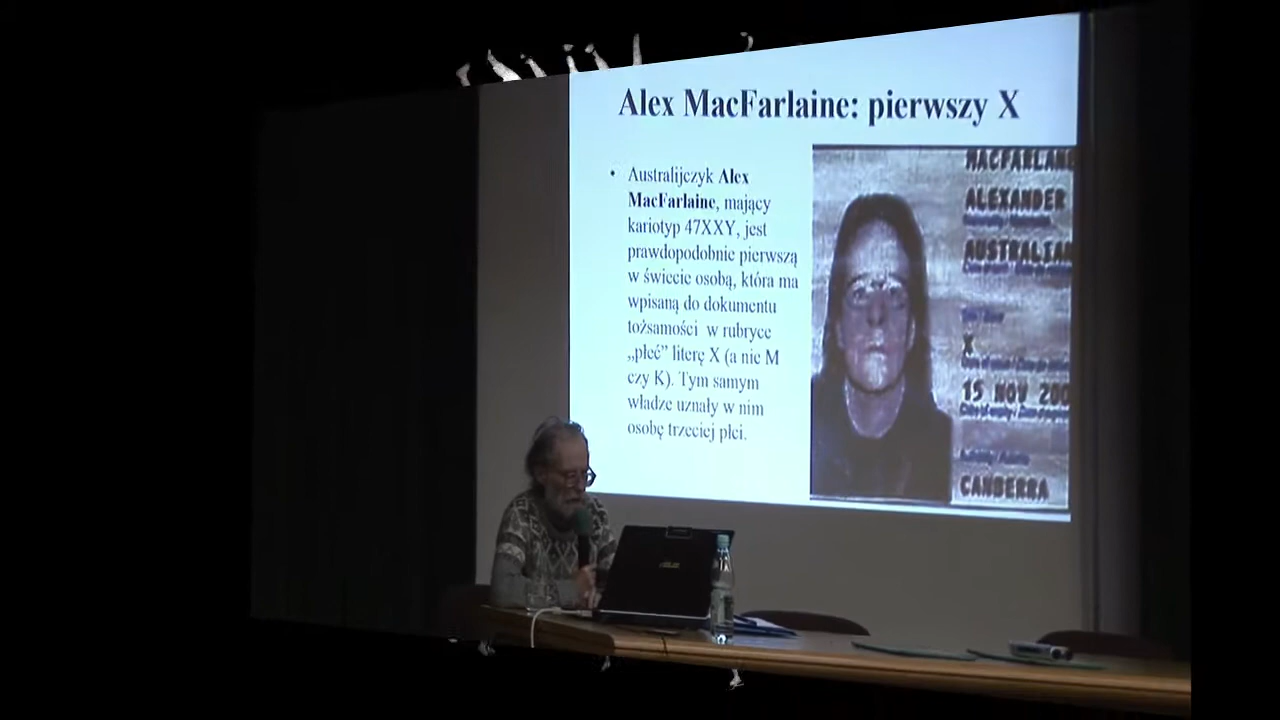 Alex MacFarlaine: pierwszy X
• Australijczyk Alex
MacFarlaine, mający
kariotyp 47XXY, jest
prawdopodobnie pierwszą
w świecie osobą, która ma
wpisaną do dokumentu
tożsamości w rubryce
„płeć” literę X (a nie M
czy K). Tym samym
władze uznały w nim
osobę trzeciej płci.
MACFARLANE
ALEXANDER
AUSTRALIAN
X
15 NOV 200
CANBERRA
ASUS